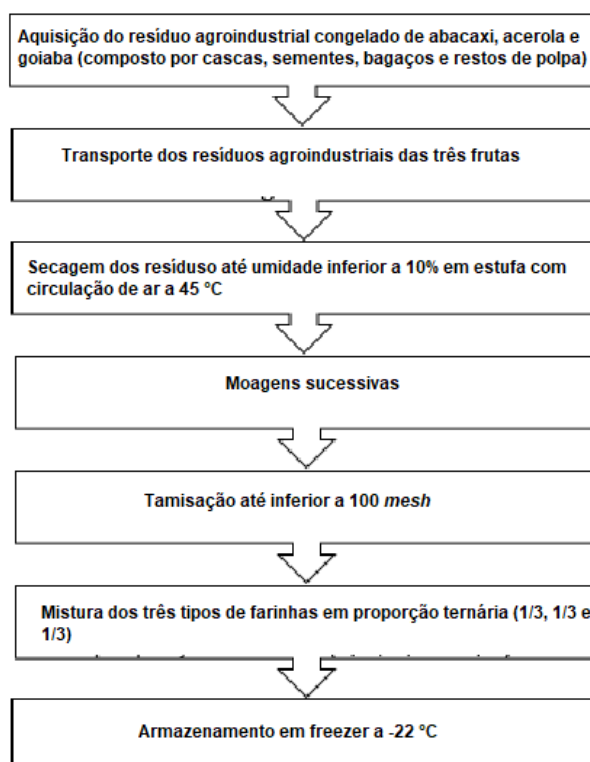 Aquisição do resíduo agroindustrial congelado de abacaxi, acerola e
goiaba (composto por cascas, sementes, bagaços e restos de polpa)
Transporte dos resíduos agroindustriais das três frutas
Secagem dos resíduso até umidade inferior a 10% em estufa com
circulação de ar a 45 °C
Moagens sucessivas
Tamisação até inferior a 100 mesh
Mistura dos três tipos de farinhas em proporção ternária (1/3, 1/3 e
1/3)
Armazenamento em freezer a -22 °C